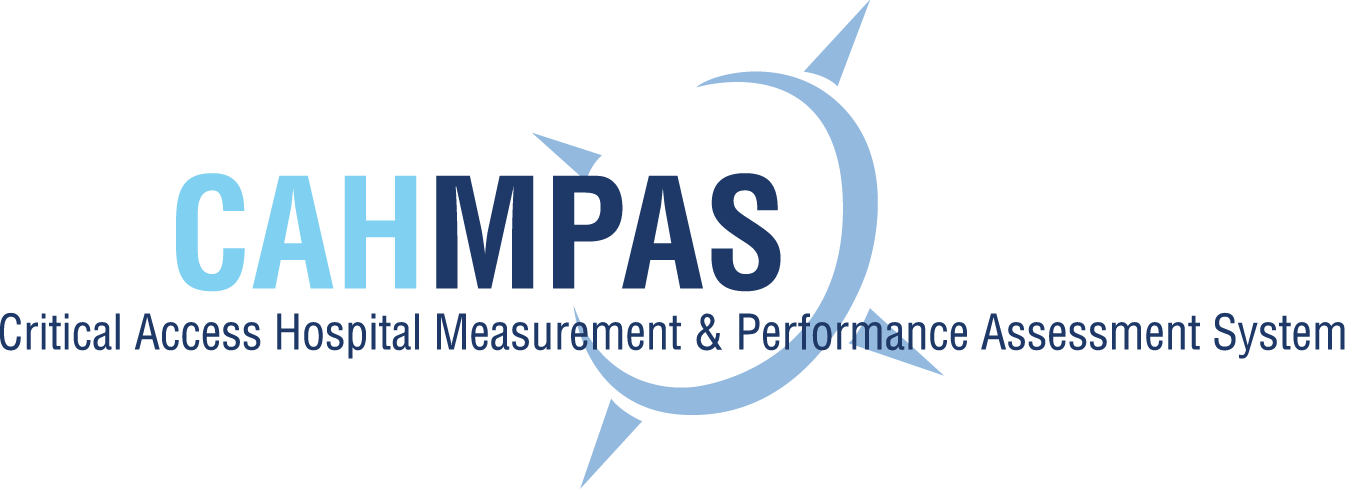 CAHMPAS
Critical Access Hospital Measurement & Performance Assessment System